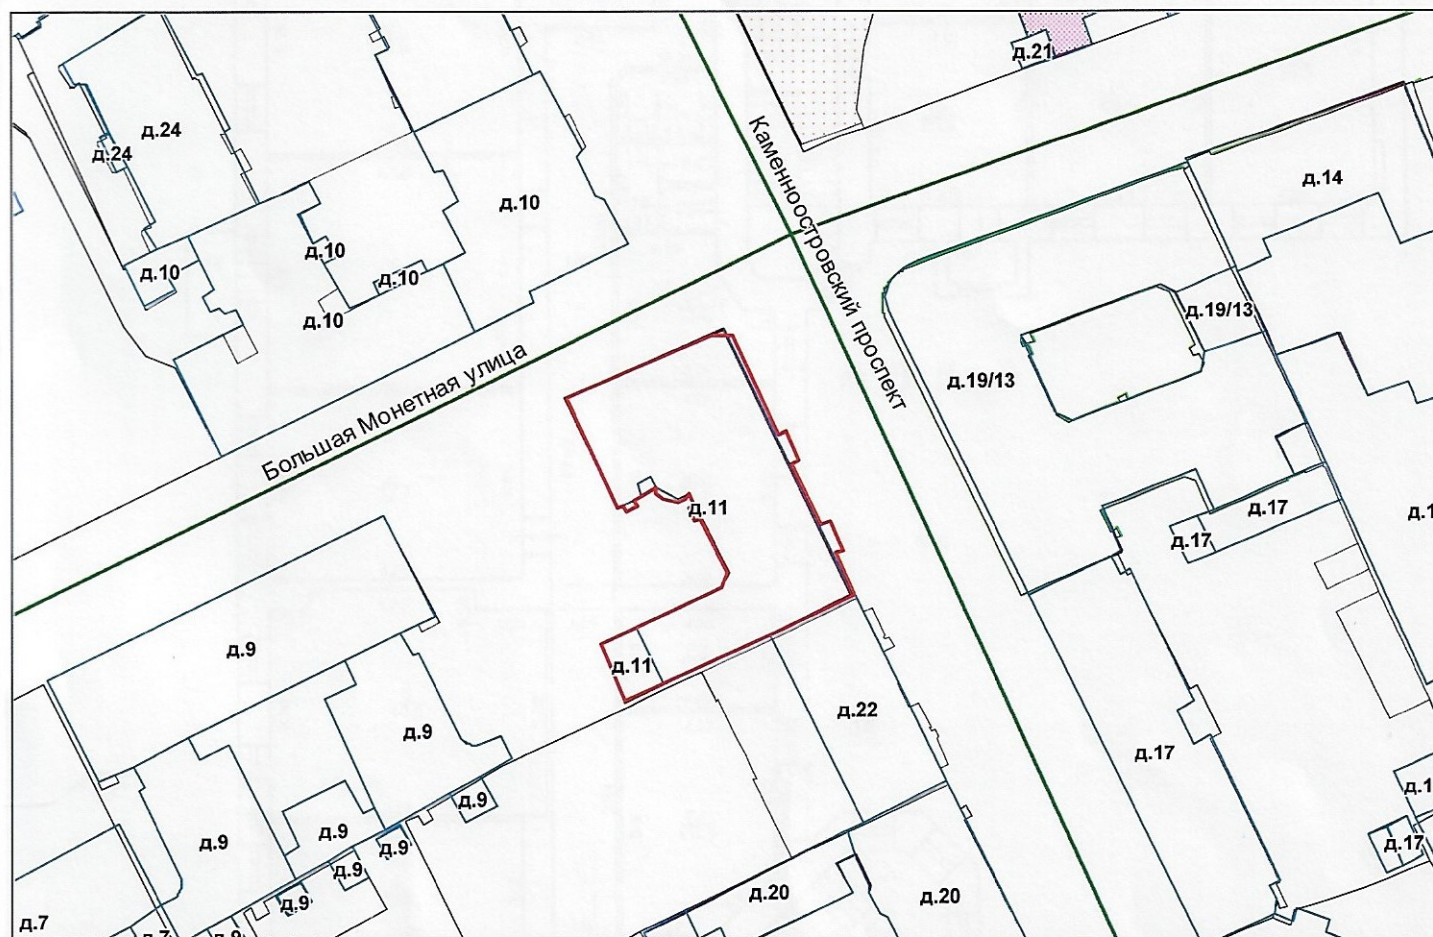 д.21
д.24
д.24
д.14
д.10
Каменноостровский проспект
д.10
д.10
д.10
д.19/13
д.10
Большая Монетная улица
д.19/13
д.11
д.17
д.17
д.9
д.11
д.22
д.9
д.17
д.9
д.9
д.9
д.17
д.9
д.9
д.20
д.20
д.9
д.7